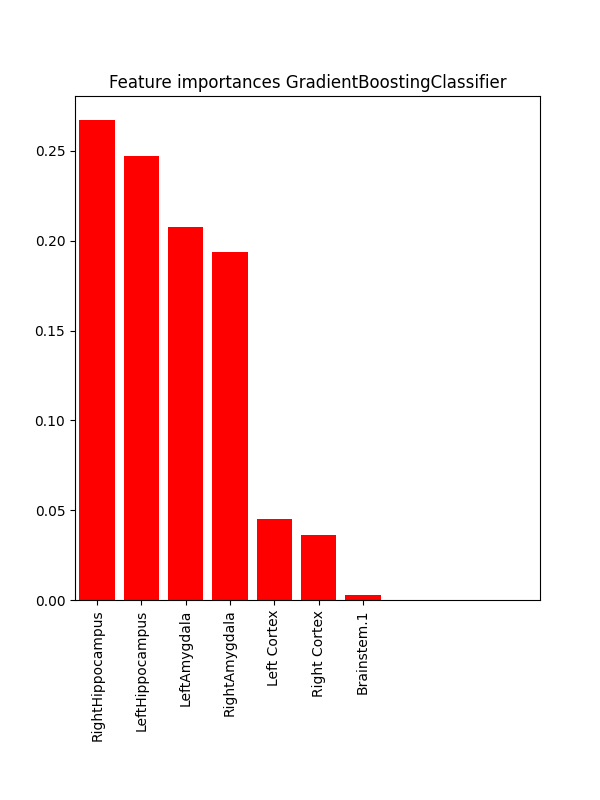 Feature importances GradientBoostingClassifier
0.25
0.20
0.15
0.10
0.05
0.00
RightHippocampus
LeftHippocampus
LeftAmygdala
RightAmygdala
Left Cortex
Right Cortex
Brainstem.1